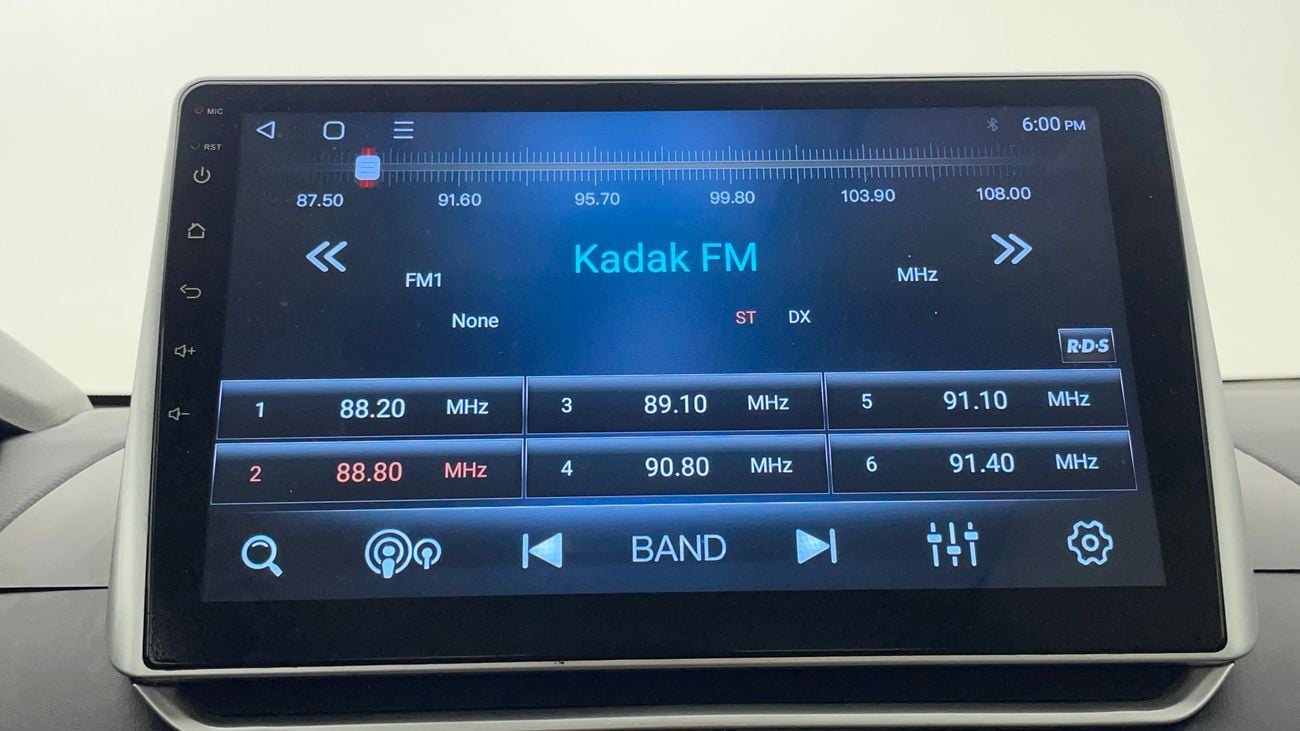 MIC
6:00 PM
RST
87.50 91.60 95.70 99.80 103.90 108.00
Kadak FM
FM1 MHz
None ST DX
R·D·S
1 88.20 MHz 3 89.10 MHz 5 91.10 MHz
2 88.80 MHz 4 90.80 MHz 6 91.40 MHz
BAND